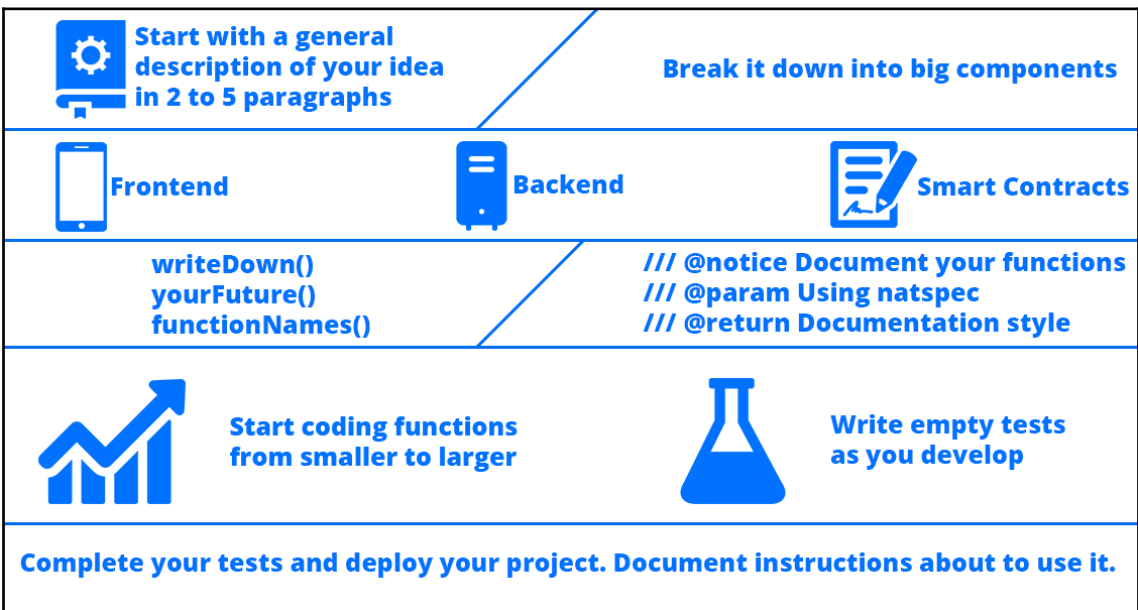 Start with a general
description of your idea
in 2 to 5 paragraphs
Break it down into big components
Frontend
Backend
Smart Contracts
writeDown()
yourFuture()
functionNames()
/// @notice Document your functions
/// @param Using natspec
/// @return Documentation style
Start coding functions
from smaller to larger
Write empty tests
as you develop
Complete your tests and deploy your project. Document instructions about to use it.